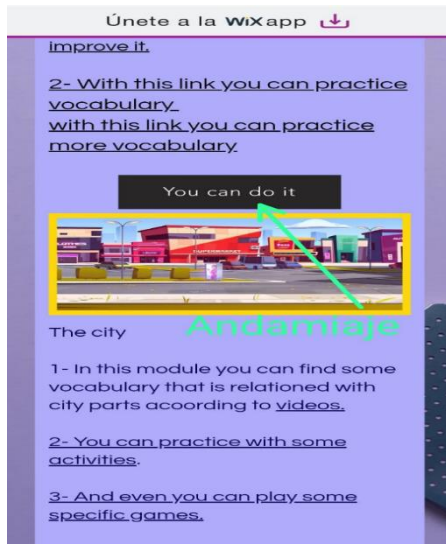 Únete a la WiX app
improve it.
2- With this link you can practice
vocabulary
with this link you can practice
more vocabulary
You can do it
The city
Andamiaje
1- In this module you can find some
vocabulary that is relationed with
city parts acoording to videos.
2- You can practice with some
activities.
3- And even you can play some
specific games.